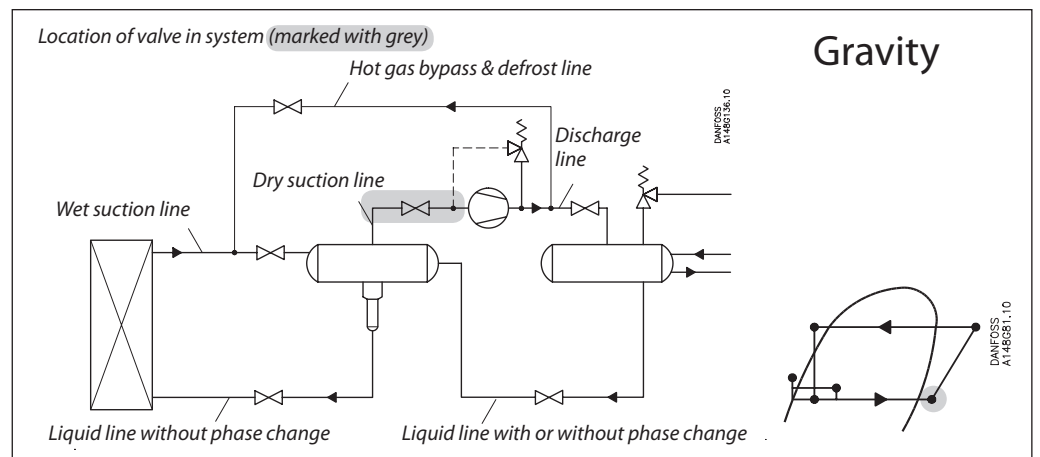 Location of valve in system (marked with grey)
Gravity
Hot gas bypass & defrost line
DANFOSS
A148G136.10
Discharge
line
Dry suction line
Wet suction line
DANFOSS
A148G81.10
Liquid line without phase change
Liquid line with or without phase change